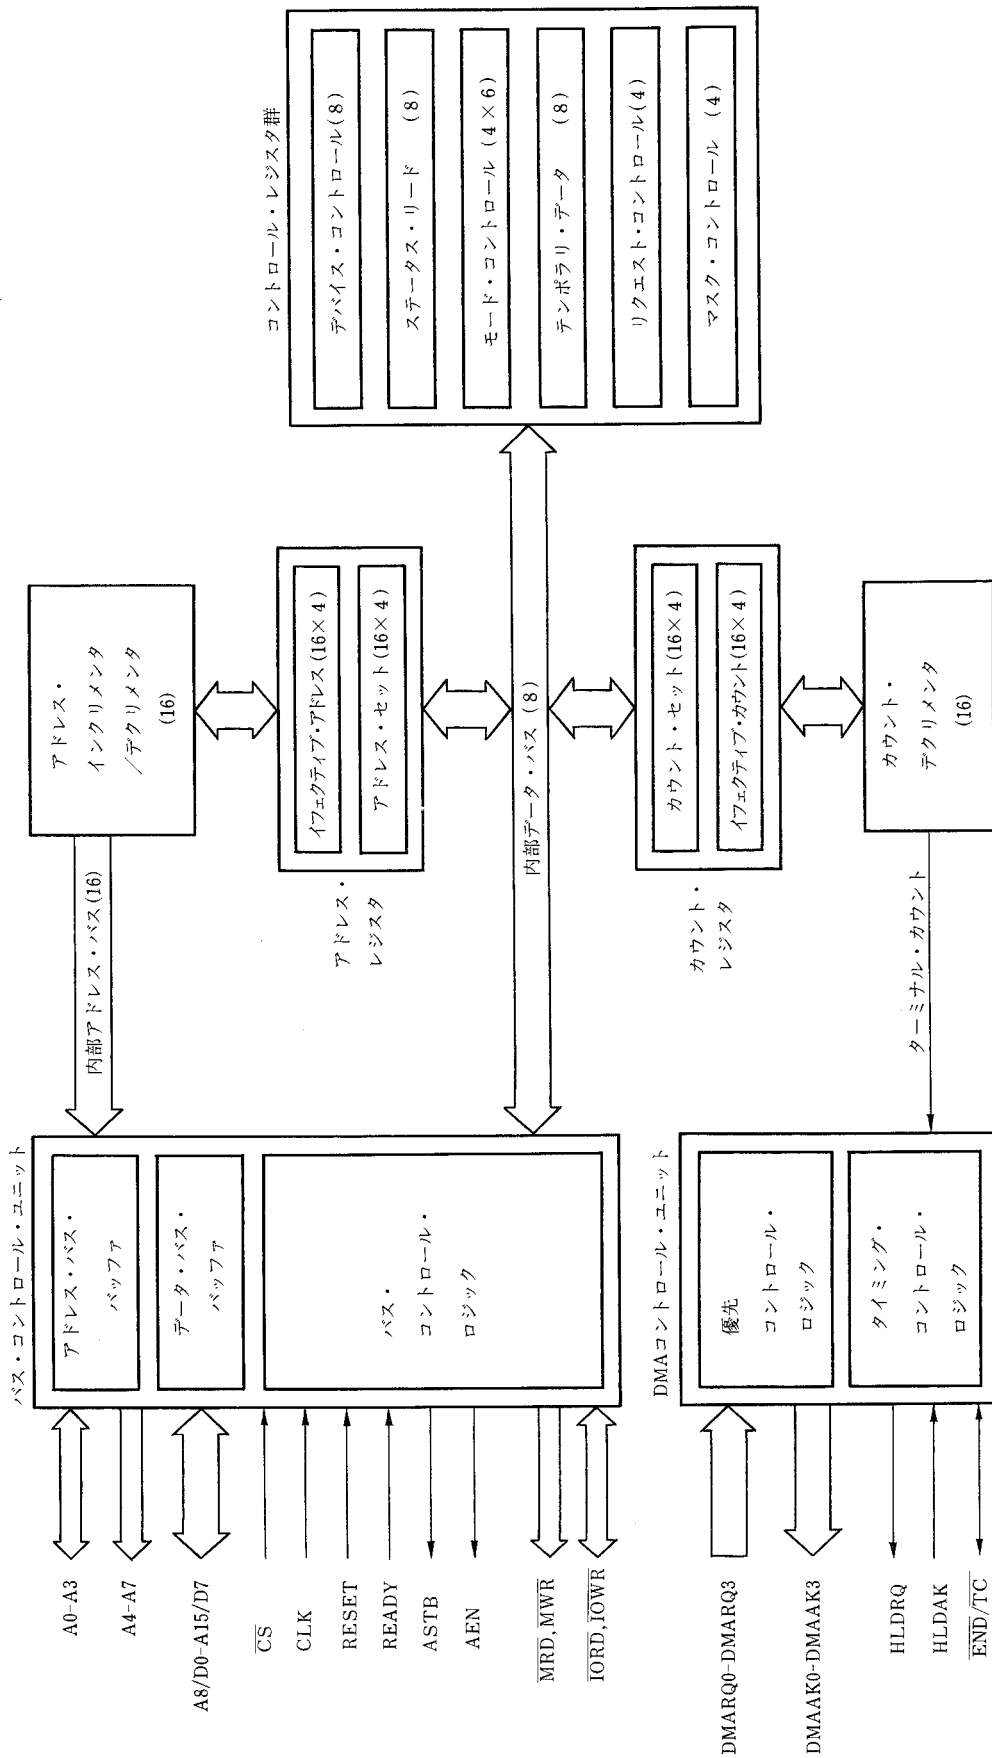 バス・コントロール・ユニット
A0-A3
A4-A7
A8/D0-A15/D7
CS
CLK
RESET
READY
ASTB
AEN
MRD,MWR
IORD,IOWR
アドレス・バス・
バッファ
データ・バス・
バッファ
バス・
コントロール・
ロジック
内部アドレス・バス(16)
アドレス・
インクリメンタ
/デクリメンタ
(16)
アドレス・
レジスタ
イフェクティブ・アドレス(16×4)
アドレス・セット(16×4)
内部データ・バス(8)
カウント・
レジスタ
カウント・セット(16×4)
イフェクティブ・カウント(16×4)
カウント・
デクリメンタ
(16)
ターミナル・カウント
コントロール・レジスタ群
デバイス・コントロール(8)
ステータス・リード (8)
モード・コントロール(4×6)
テンポラリ・データ (8)
リクエスト・コントロール(4)
マスク・コントロール (4)
DMAコントロール・ユニット
DMARQ0-DMARQ3
DMAAK0-DMAAK3
HLDRQ
HLDAK
END/TC
優先
コントロール・
ロジック
タイミング・
コントロール・
ロジック